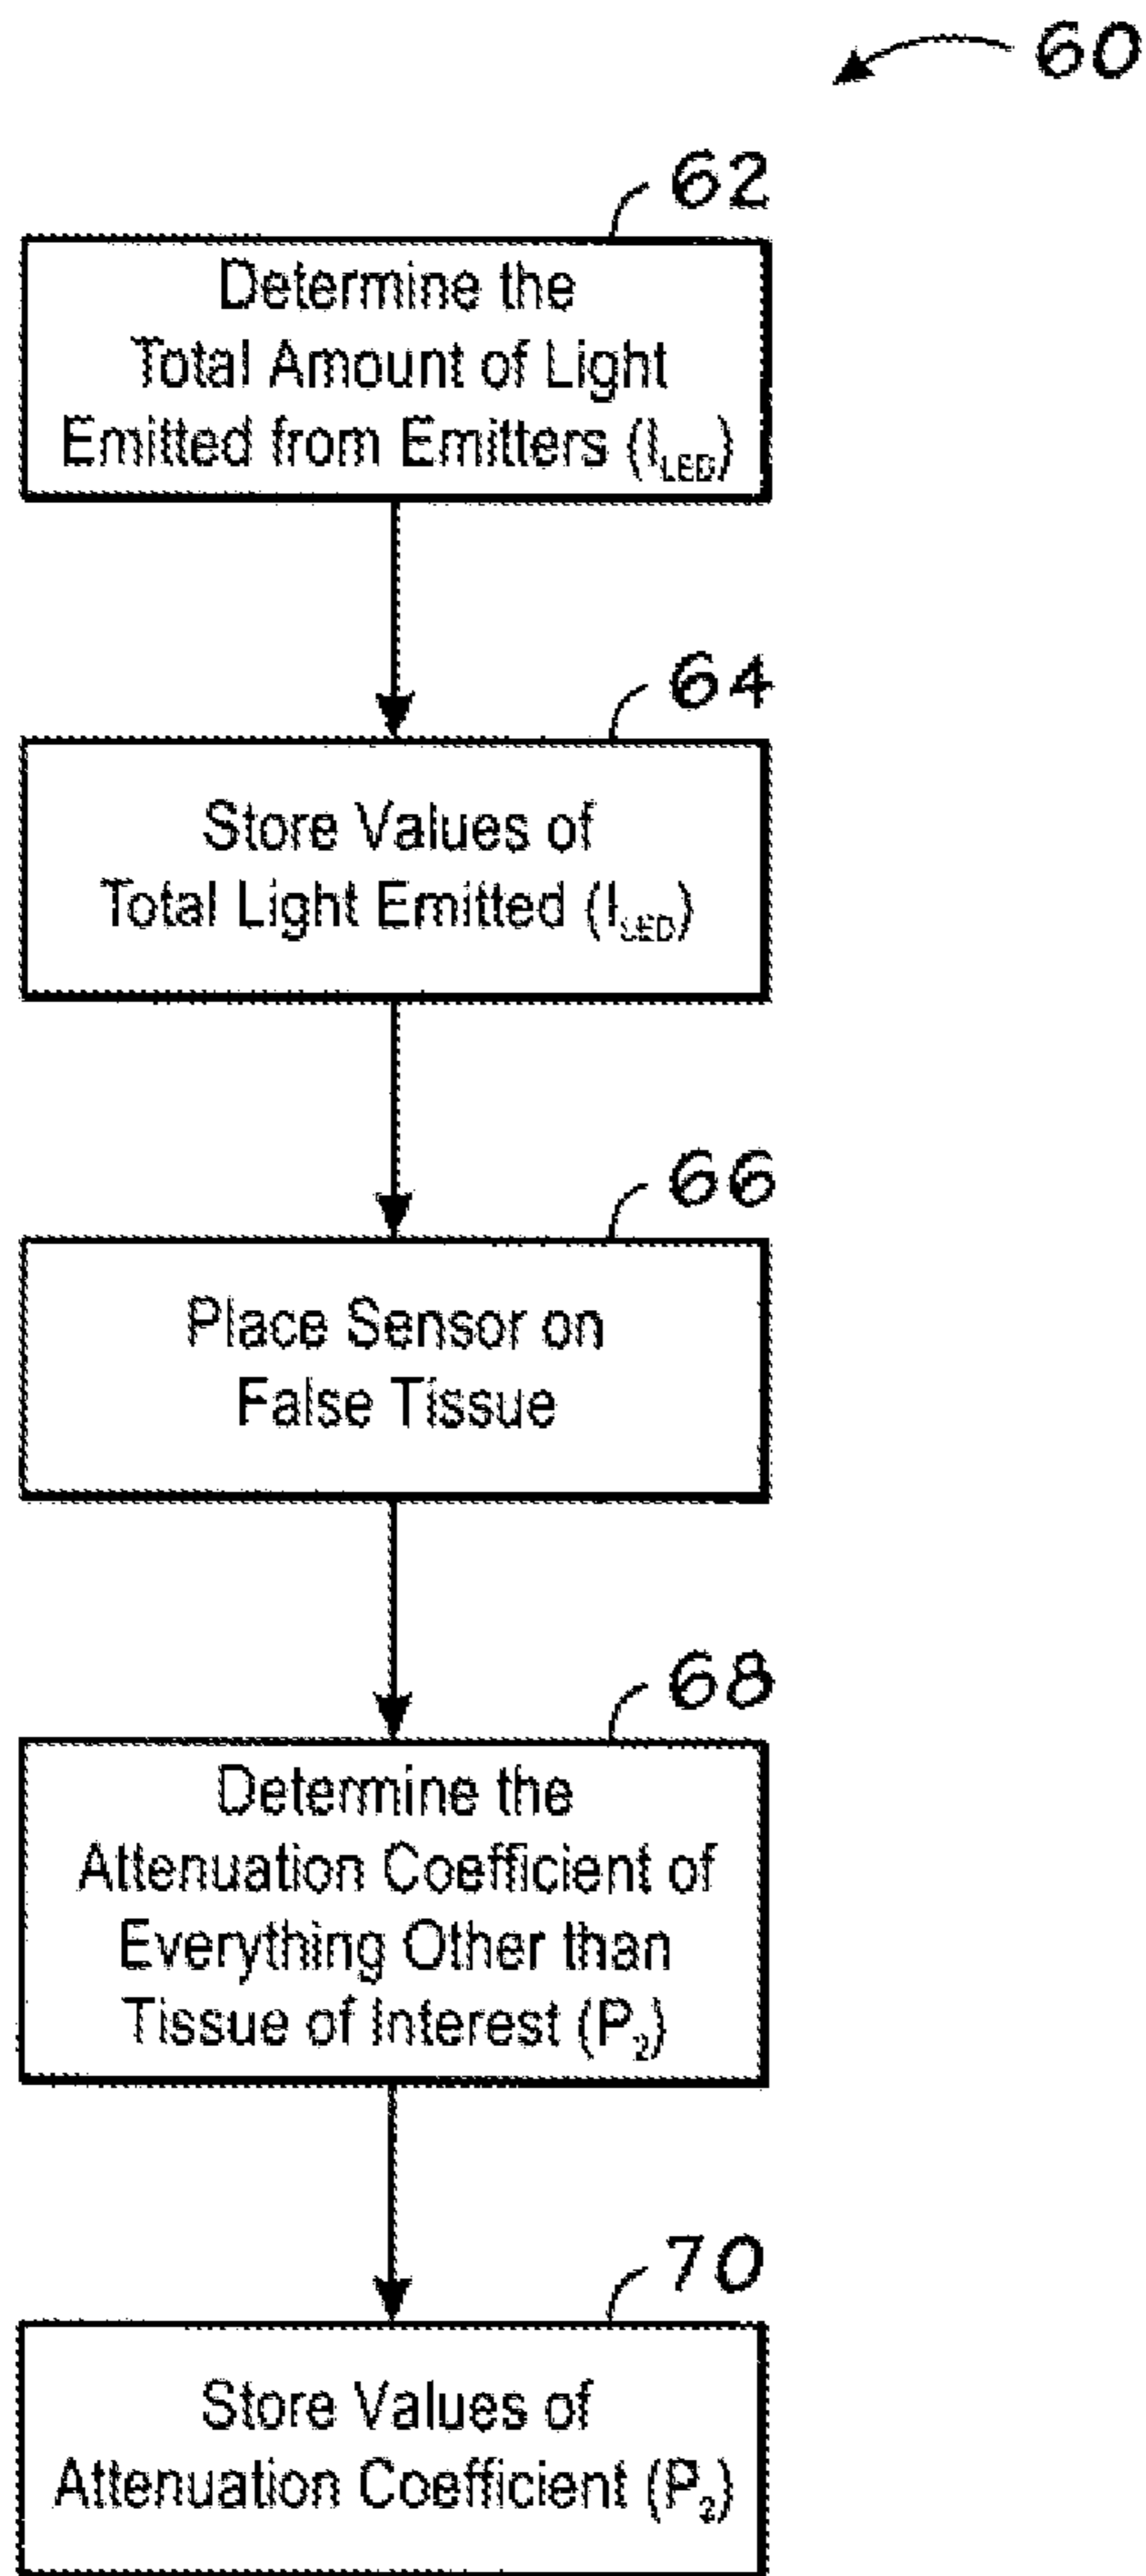 60
62
Determine the
Total Amount of Light
Emitted from Emitters (I_LED)
64
Store Values of
Total Light Emitted (I_LED)
66
Place Sensor on
False Tissue
68
Determine the
Attenuation Coefficient of
Everything Other than
Tissue of Interest (P_2)
70
Store Values of
Attenuation Coefficient (P_2)